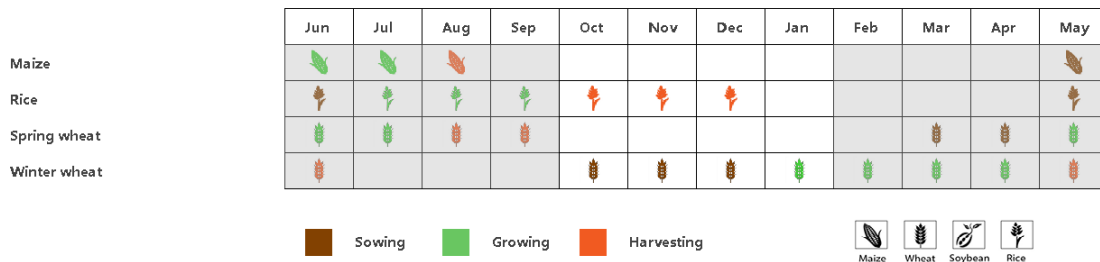 Jun Jul Aug Sep Oct Nov Dec Jan Feb Mar Apr May
Maize
Rice
Spring wheat
Winter wheat
Sowing Growing Harvesting
Maize Wheat Soybean Rice